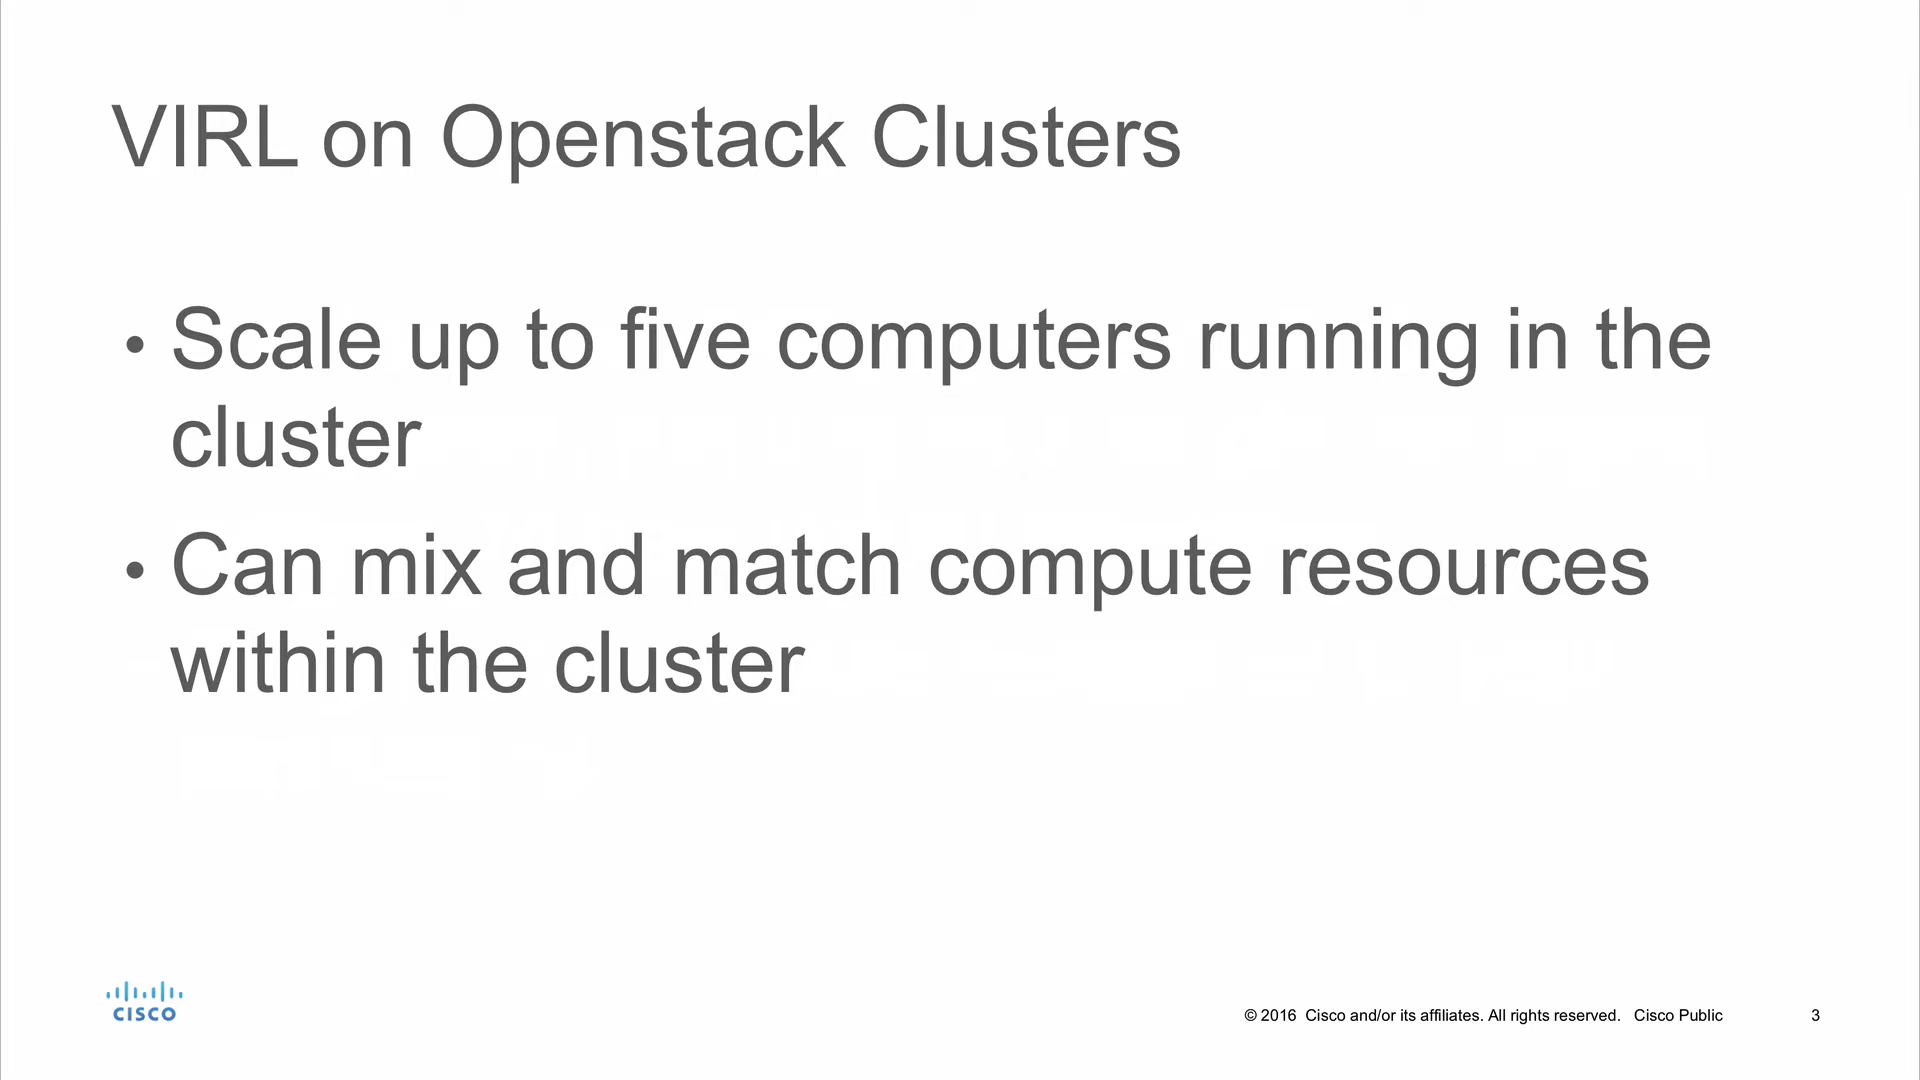 VIRL on Openstack Clusters
• Scale up to five computers running in the
cluster
• Can mix and match compute resources
within the cluster
CISCO
© 2016 Cisco and/or its affiliates. All rights reserved. Cisco Public 3